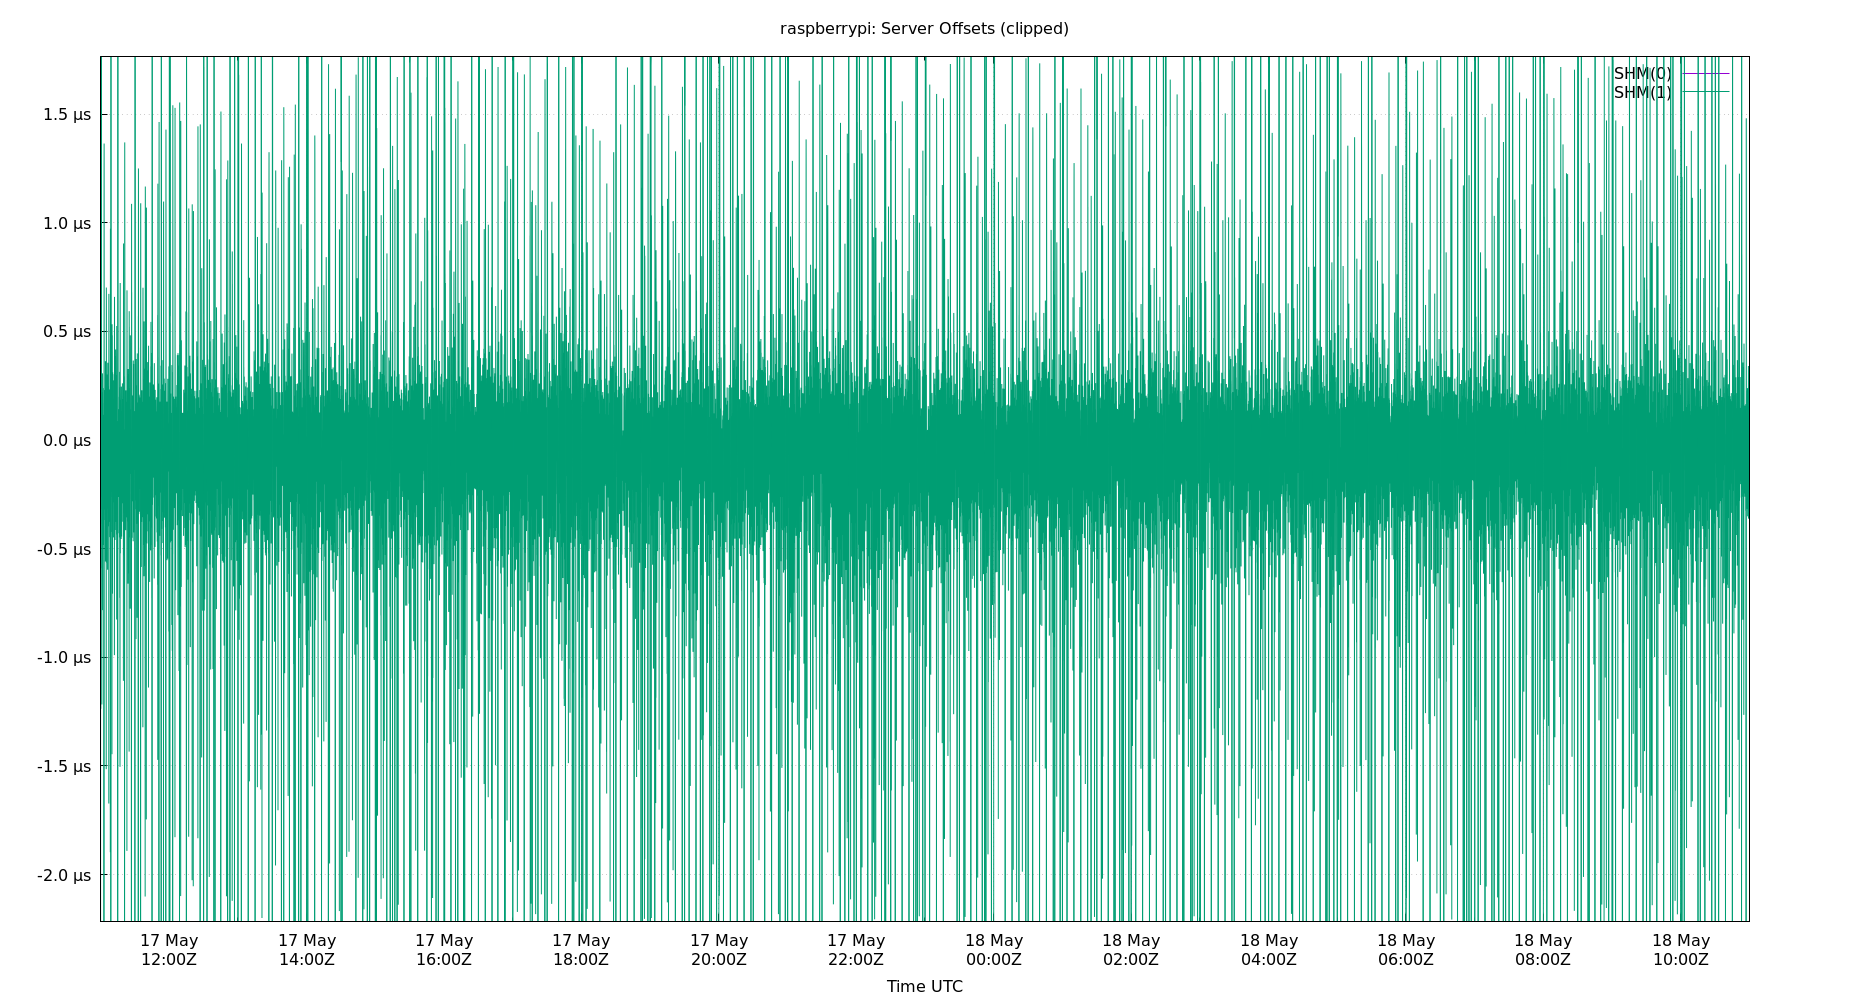 raspberrypi: Server Offsets (clipped)
SHM(0)
SHM(1)
1.5 µs
1.0 µs
0.5 µs
0.0 µs
-0.5 µs
-1.0 µs
-1.5 µs
-2.0 µs
17 May 17 May 17 May 17 May 17 May 17 May 18 May 18 May 18 May 18 May 18 May 18 May
12:00Z 14:00Z 16:00Z 18:00Z 20:00Z 22:00Z 00:00Z 02:00Z 04:00Z 06:00Z 08:00Z 10:00Z
Time UTC